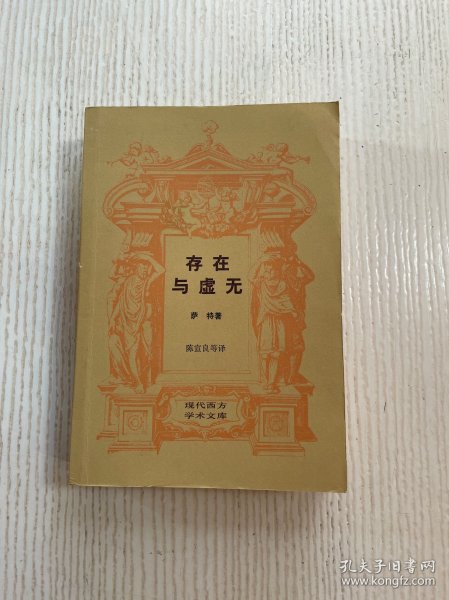 存在
与虚无
萨 特著
陈宣良等译
现代西方
学术文库
孔夫子旧书网
www.kongfz.com